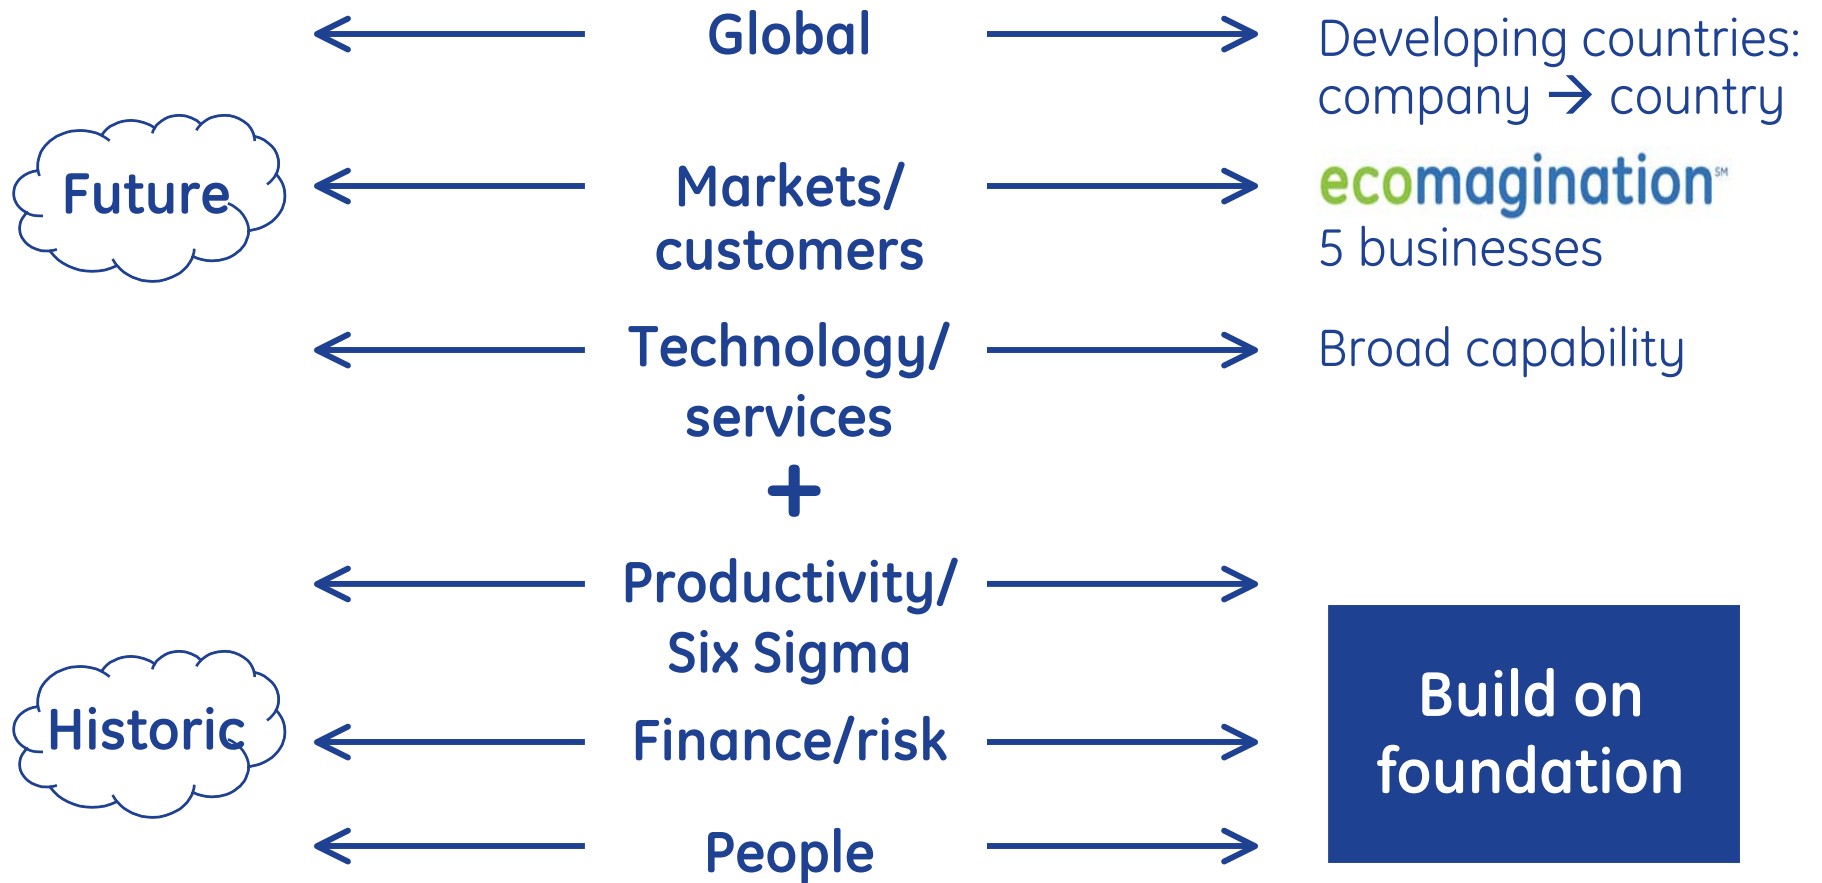 Global
Developing countries:
company → country
Future
Markets/
customers
ecomagination℠
5 businesses
Technology/
services
Broad capability
+
Productivity/
Six Sigma
Historic
Finance/risk
People
Build on
foundation